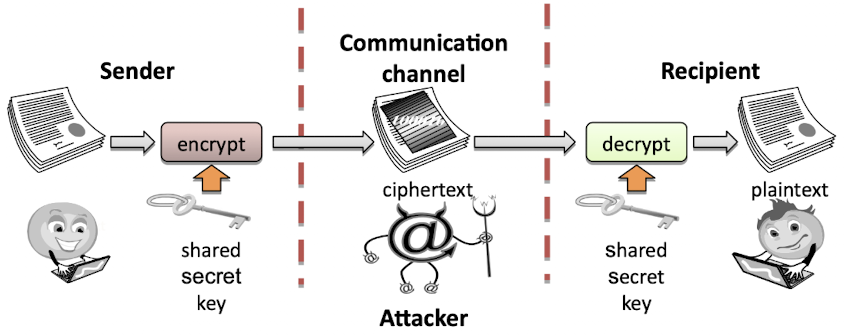 Sender
Communication
channel
Recipient
encrypt
decrypt
ciphertext
plaintext
shared
secret
key
@
shared
secret
key
Attacker